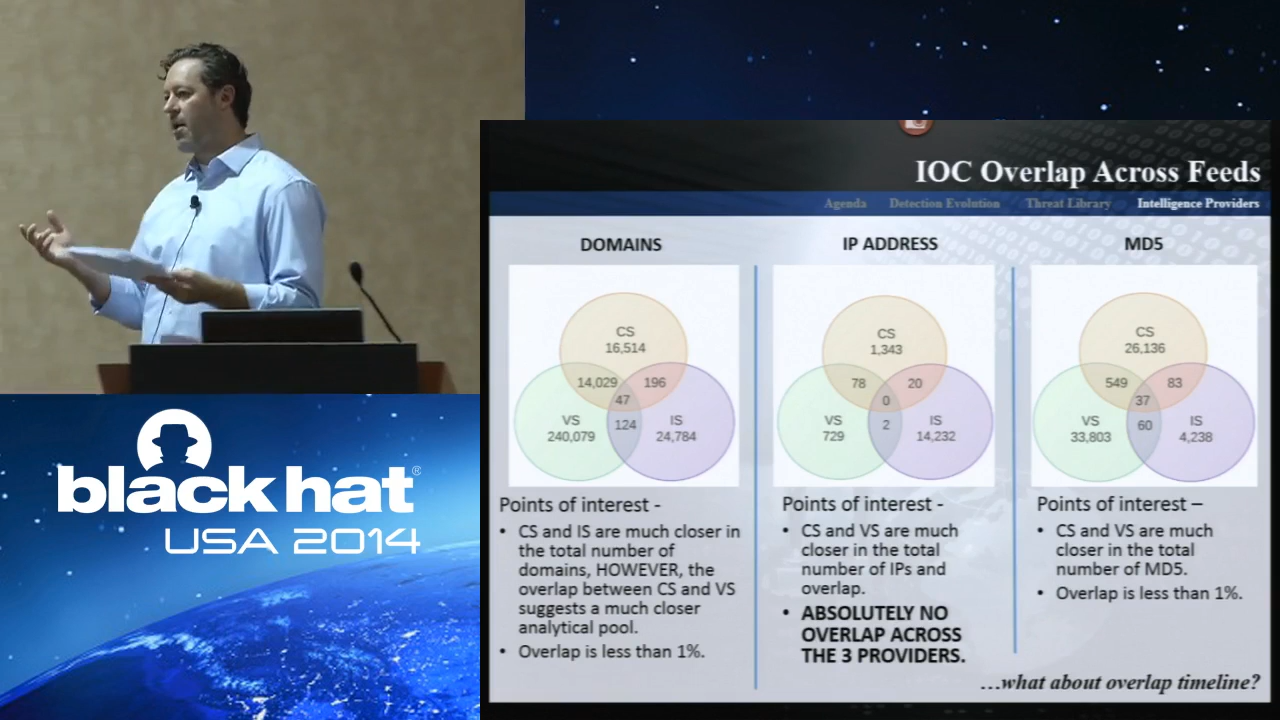 IOC Overlap Across Feeds
Agenda Detection Evolution Threat Library Intelligence Providers
DOMAINS
CS
16,514
14,029
196
47
124
VS
240,079
IS
24,784
Points of interest -
• CS and IS are much closer in
the total number of
domains, HOWEVER, the
overlap between CS and VS
suggests a much closer
analytical pool.
• Overlap is less than 1%.
IP ADDRESS
CS
1,343
78
20
0
2
VS
729
IS
14,232
Points of interest -
• CS and VS are much
closer in the total
number of IPs and
overlap.
• ABSOLUTELY NO
OVERLAP ACROSS
THE 3 PROVIDERS.
MD5
CS
26,136
549
83
37
60
VS
33,803
IS
4,238
Points of interest –
• CS and VS are much
closer in the total
number of MD5.
• Overlap is less than 1%.
...what about overlap timeline?
black hat®
USA 2014